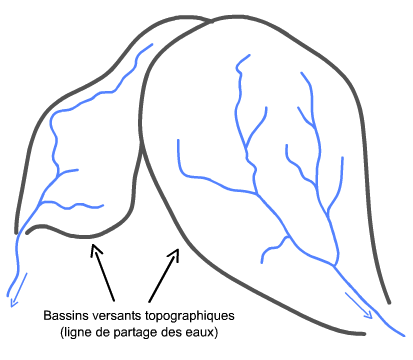 Bassins versants topographiques
(ligne de partage des eaux)